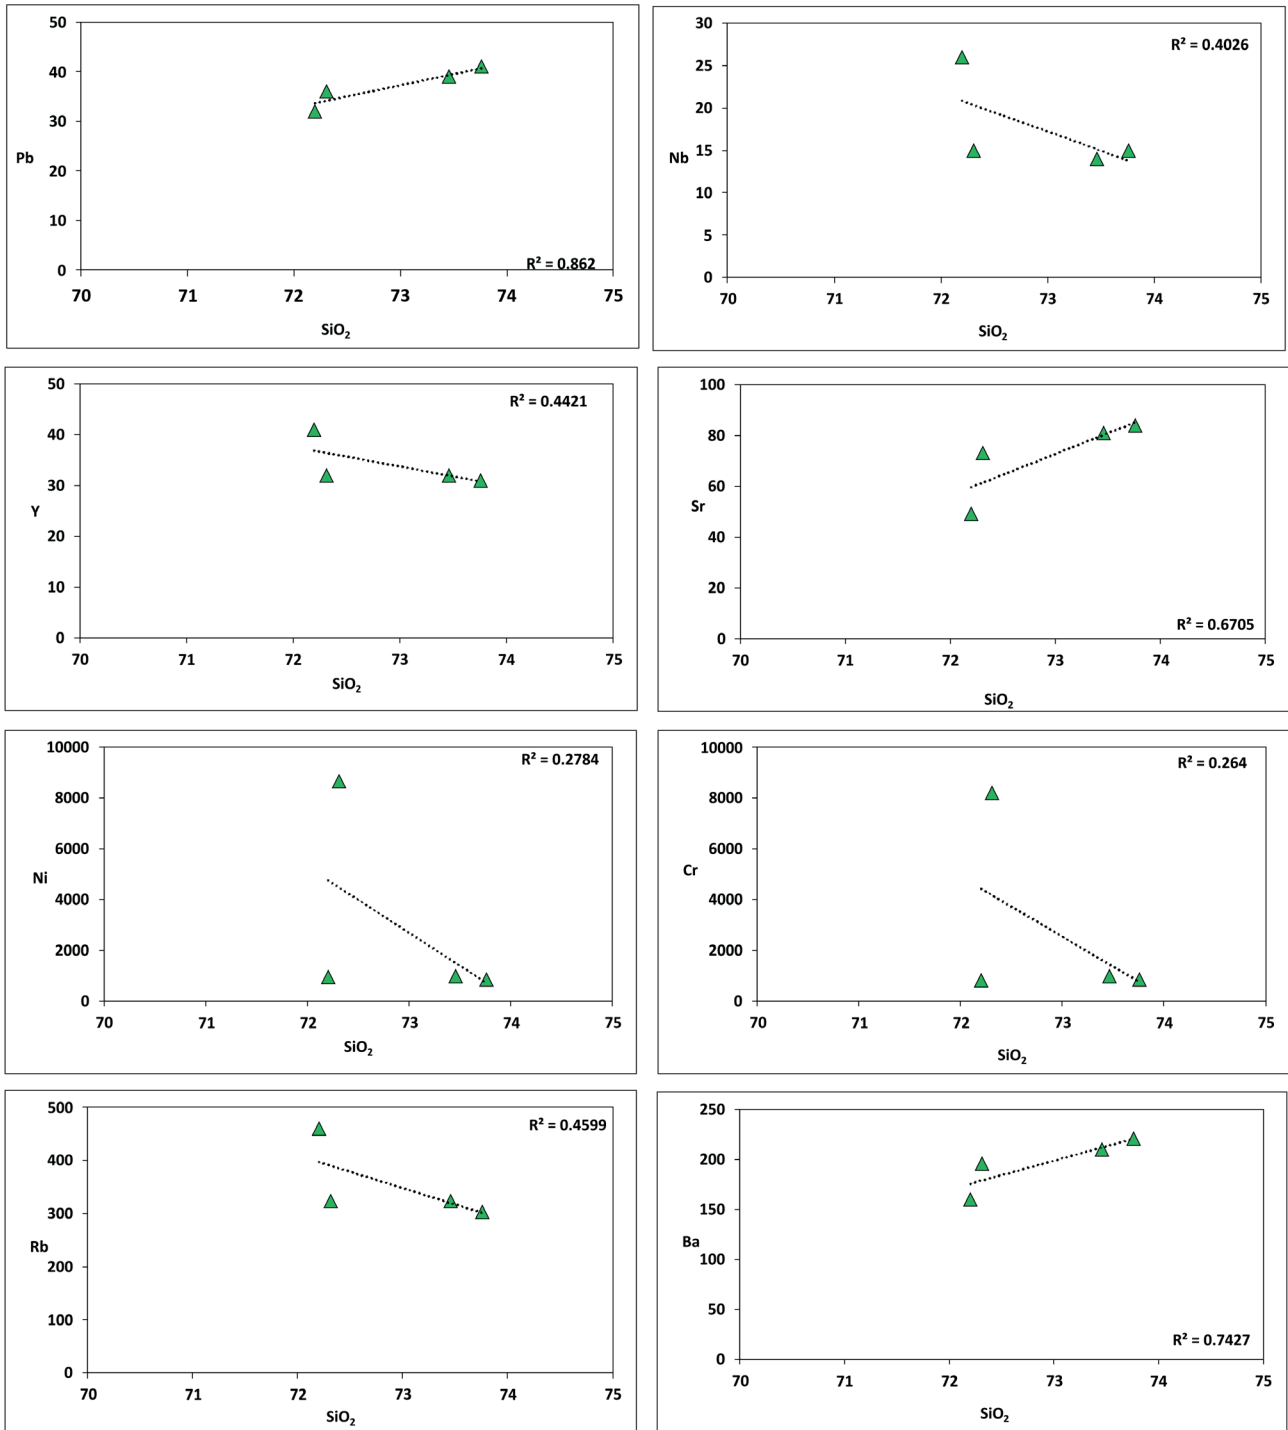 50
40
30
20
10
0
Pb
R² = 0.862
70 71 72 73 74 75
SiO₂
30
25
20
15
10
5
0
Nb
R² = 0.4026
70 71 72 73 74 75
SiO₂
50
40
30
20
10
0
Y
R² = 0.4421
70 71 72 73 74 75
SiO₂
100
80
60
40
20
0
Sr
R² = 0.6705
70 71 72 73 74 75
SiO₂
10000
8000
6000
4000
2000
0
Ni
R² = 0.2784
70 71 72 73 74 75
SiO₂
10000
8000
6000
4000
2000
0
Cr
R² = 0.264
70 71 72 73 74 75
SiO₂
500
400
300
200
100
0
Rb
R² = 0.4599
70 71 72 73 74 75
SiO₂
250
200
150
100
50
0
Ba
R² = 0.7427
70 71 72 73 74 75
SiO₂